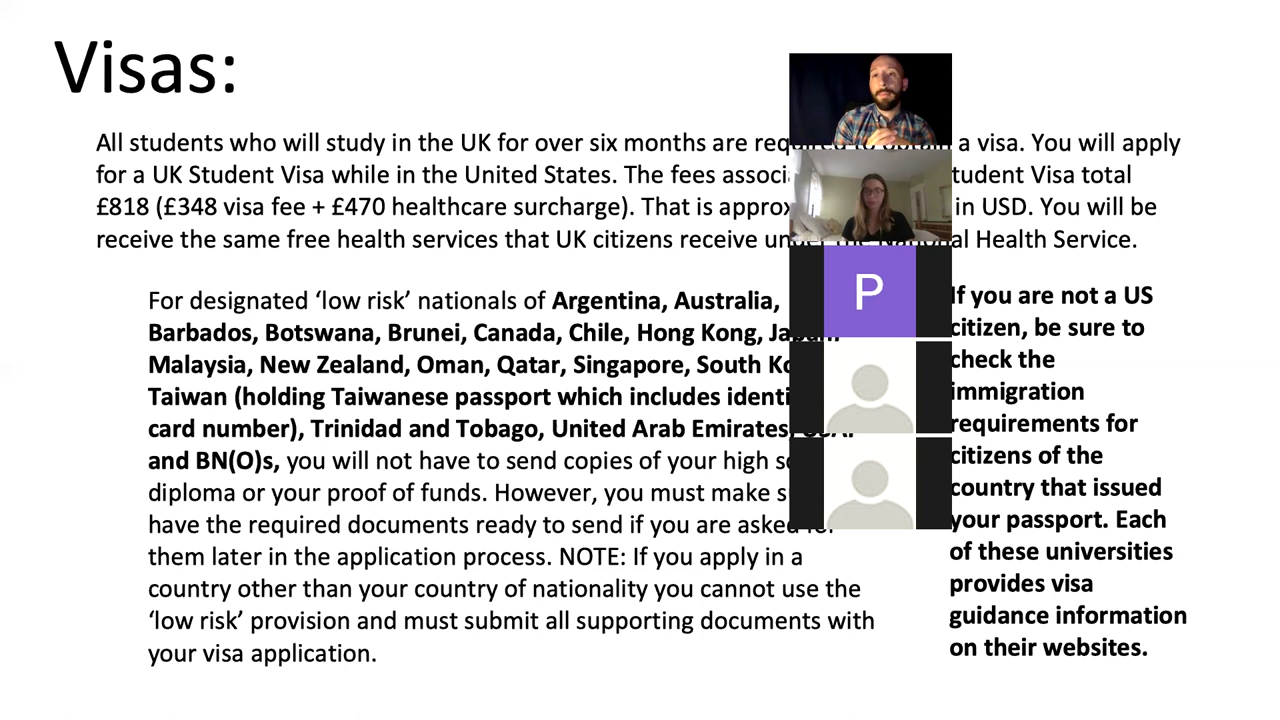 Visas:
All students who will study in the UK for over six months are required to obtain a visa. You will apply
for a UK Student Visa while in the United States. The fees tudent Visa total
£818 (£348 visa fee + £470 healthcare surcharge). That is in USD. You will be
receive the same free health services that UK citizens receive under the National Health Service.
For designated ‘low risk’ nationals of Argentina, Australia,
Barbados, Botswana, Brunei, Canada, Chile, Hong Kong, Japan,
Malaysia, New Zealand, Oman, Qatar, Singapore, South
Taiwan (holding Taiwanese passport which includes
card number), Trinidad and Tobago, United Arab Emirates, USA,
and BN(O)s, you will not have to send copies of your high
diploma or your proof of funds. However, you must make
have the required documents ready to send if you are asked for
them later in the application process. NOTE: If you apply in a
country other than your country of nationality you cannot use the
‘low risk’ provision and must submit all supporting documents with
your visa application.
P
If you are not a US
citizen, be sure to
check the
immigration
requirements for
citizens of the
country that issued
your passport. Each
of these universities
provides visa
guidance information
on their websites.